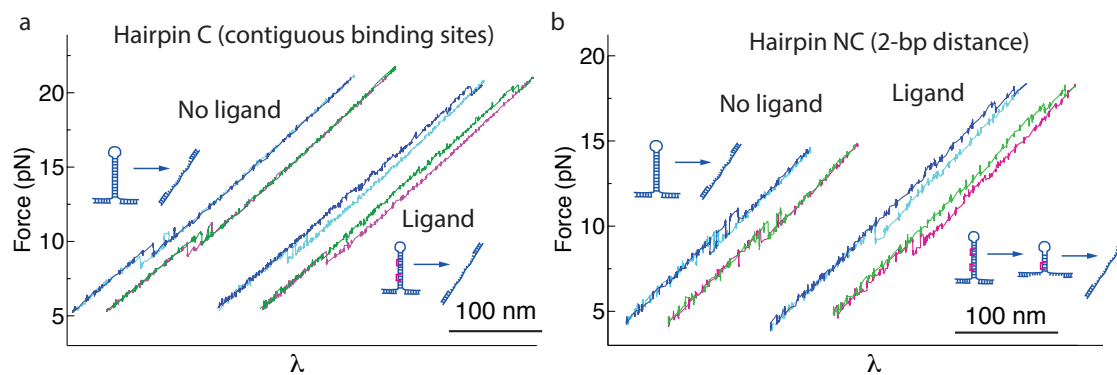 a
Hairpin C (contiguous binding sites)
No ligand
Ligand
Force (pN)
20
15
10
5
100 nm
λ
b
Hairpin NC (2-bp distance)
No ligand
Ligand
Force (pN)
20
15
10
5
100 nm
λ